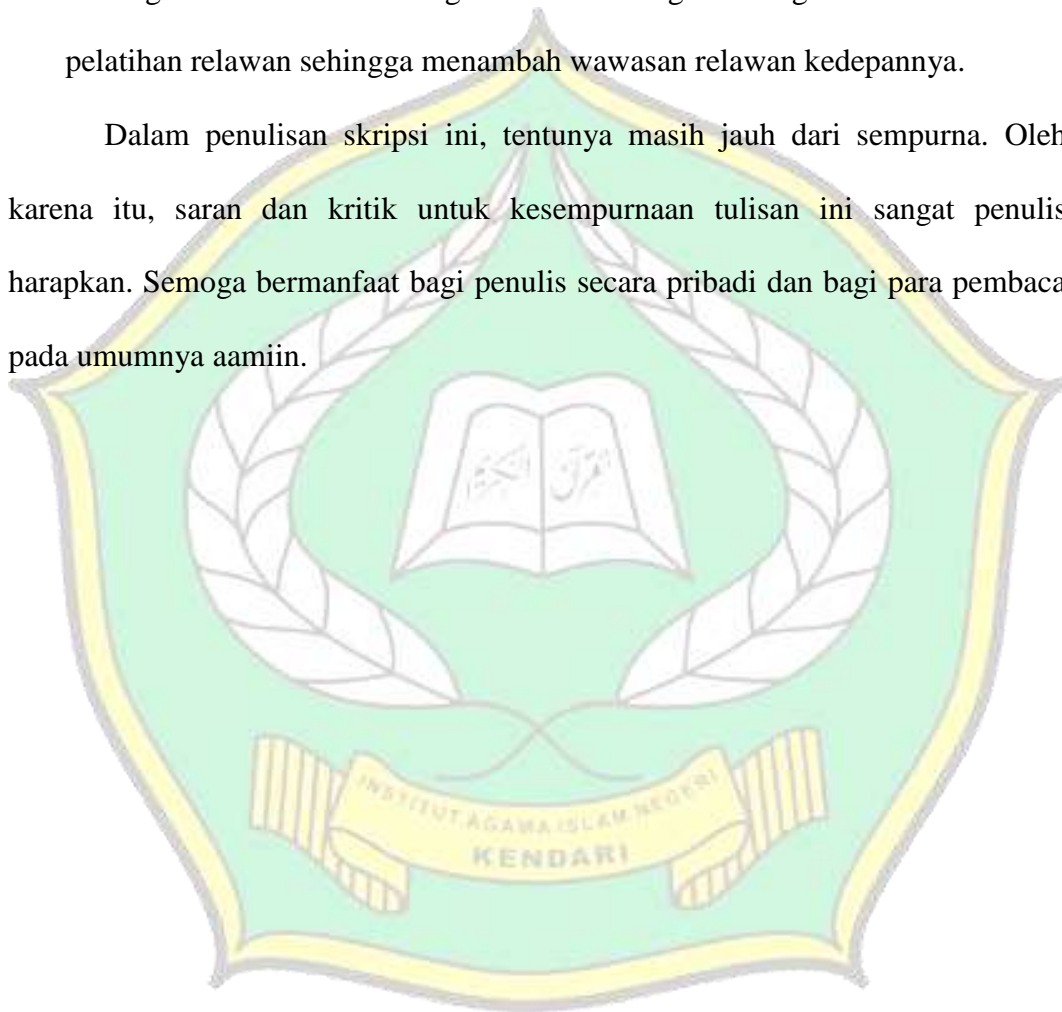 pelatihan relawan sehingga menambah wawasan relawan kedepannya.
Dalam penulisan skripsi ini, tentunya masih jauh dari sempurna. Oleh
karena itu, saran dan kritik untuk kesempurnaan tulisan ini sangat penulis
harapkan. Semoga bermanfaat bagi penulis secara pribadi dan bagi para pembaca
pada umumnya aamiin.
INSTITUT AGAMA ISLAM NEGERI
KENDARI